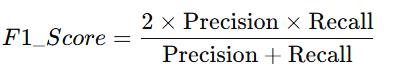 F1_Score = 2 × Precision × Recall / Precision + Recall